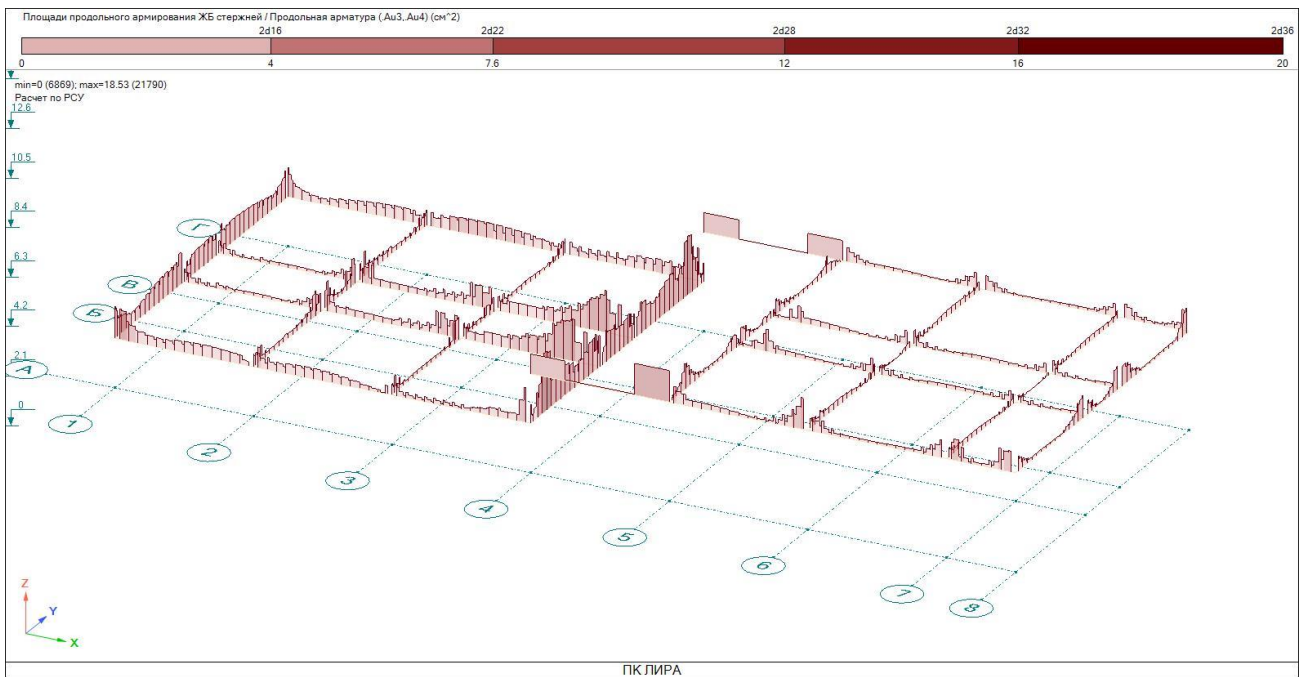 Площади продольного армирования ЖБ стержней / Продольная арматура (.Au3,.Au4) (см^2)
2d16 2d22 2d28 2d32 2d36
0 4 7.6 12 16 20
min=0 (6869); max=18.53 (21790)
Расчет по РСУ
12.6
10.5
8.4
6.3
4.2
2.1
0
Г
В
Б
А
1
2
3
4
5
6
7
8
Z
Y
X
ПК ЛИРА